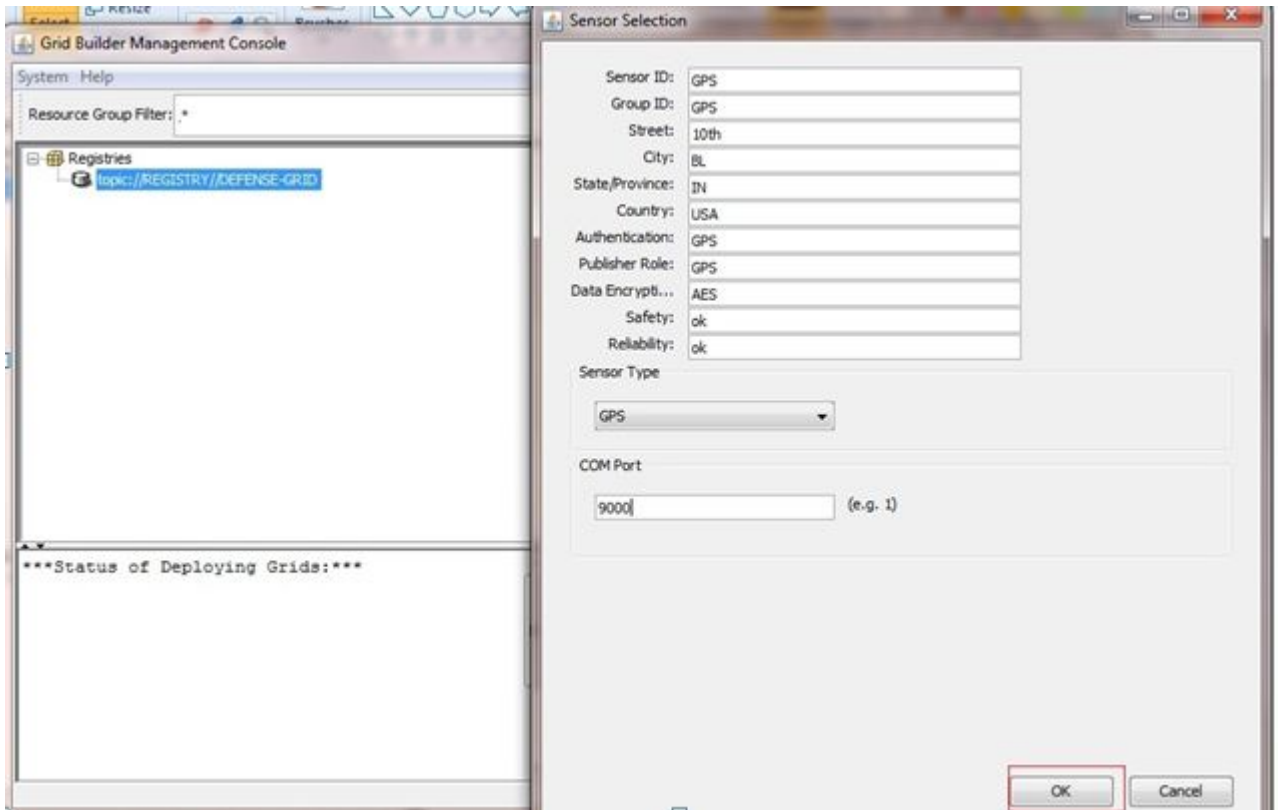 Resize
Select
Brushes
Grid Builder Management Console
System Help
Resource Group Filter: .*
Registries
topic://REGISTRY//DEFENSE-GRID
***Status of Deploying Grids:***
Sensor Selection
Sensor ID: GPS
Group ID: GPS
Street: 10th
City: BL
State/Province: IN
Country: USA
Authentication: GPS
Publisher Role: GPS
Data Encrypti... AES
Safety: ok
Reliability: ok
Sensor Type
GPS
COM Port
9000 (e.g. 1)
OK Cancel